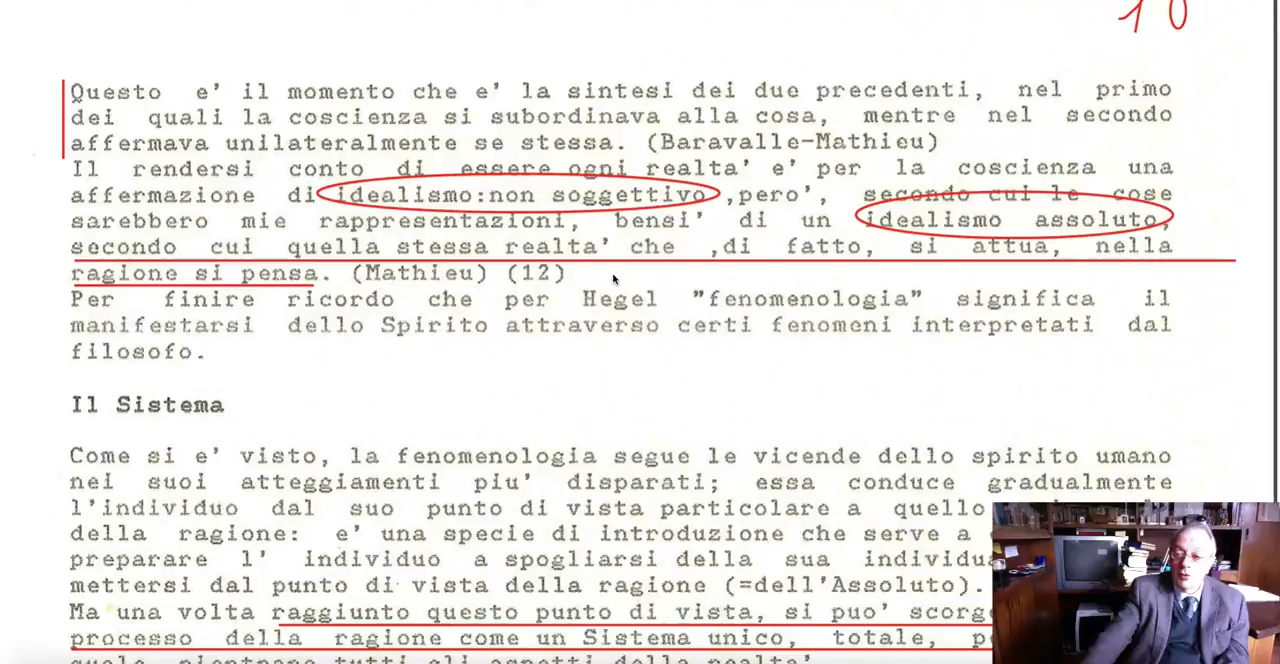 10
Questo e' il momento che e' la sintesi dei due precedenti, nel primo
dei quali la coscienza si subordinava alla cosa, mentre nel secondo
affermava unilateralmente se stessa. (Baravalle-Mathieu)
Il rendersi conto di essere ogni realta' e' per la coscienza una
affermazione di idealismo:non soggettivo ,pero', secondo cui le cose
sarebbero mie rappresentazioni, bensi' di un idealismo assoluto,
secondo cui quella stessa realta' che ,di fatto, si attua, nella
ragione si pensa. (Mathieu) (12)
Per finire ricordo che per Hegel "fenomenologia" significa il
manifestarsi dello Spirito attraverso certi fenomeni interpretati dal
filosofo.
Il Sistema
Come si e' visto, la fenomenologia segue le vicende dello spirito umano
nei suoi atteggiamenti piu' disparati; essa conduce gradualmente
l'individuo dal suo punto di vista particolare a quello
della ragione: e' una specie di introduzione che serve a
preparare l' individuo a spogliarsi della sua
mettersi dal punto di vista della ragione (=dell'Assoluto).
Ma una volta raggiunto questo punto di vista, si puo'
processo della ragione come un Sistema unico, totale,
quale rientrano tutti gli aspetti della realta'